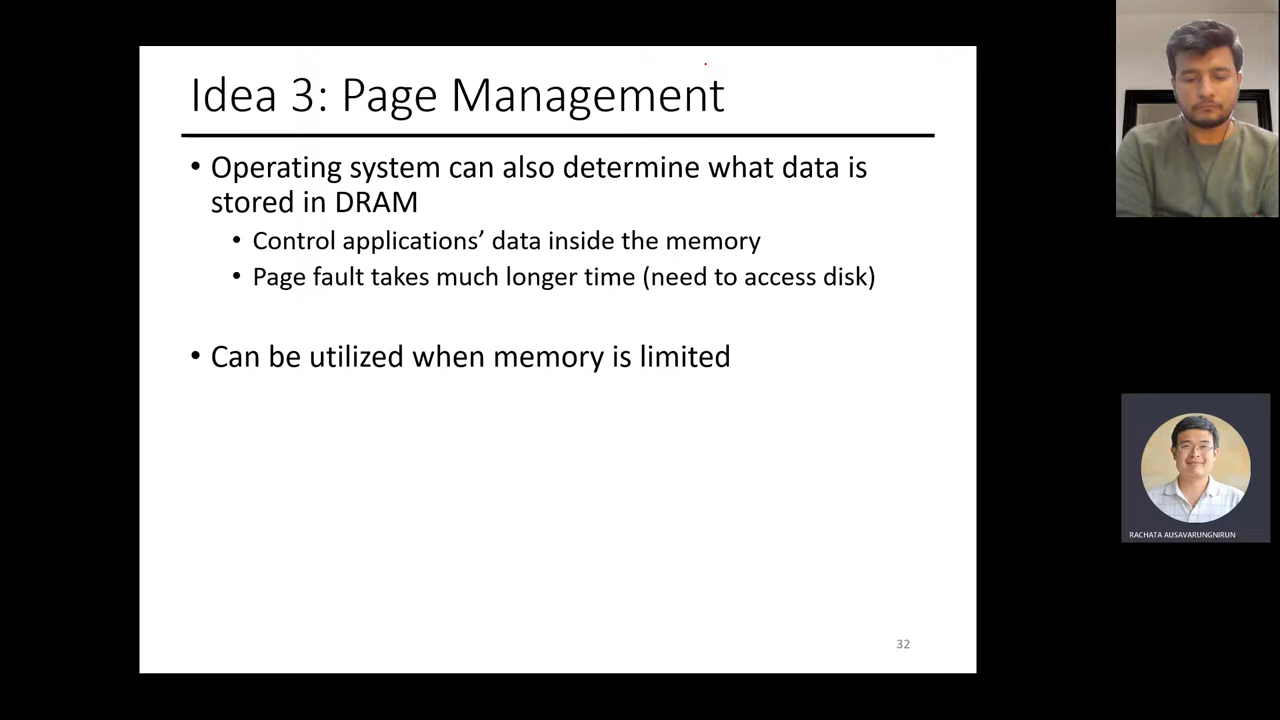 Idea 3: Page Management
• Operating system can also determine what data is
stored in DRAM
• Control applications’ data inside the memory
• Page fault takes much longer time (need to access disk)
• Can be utilized when memory is limited
32
RACHATA AUSAVARUNGNIRUN